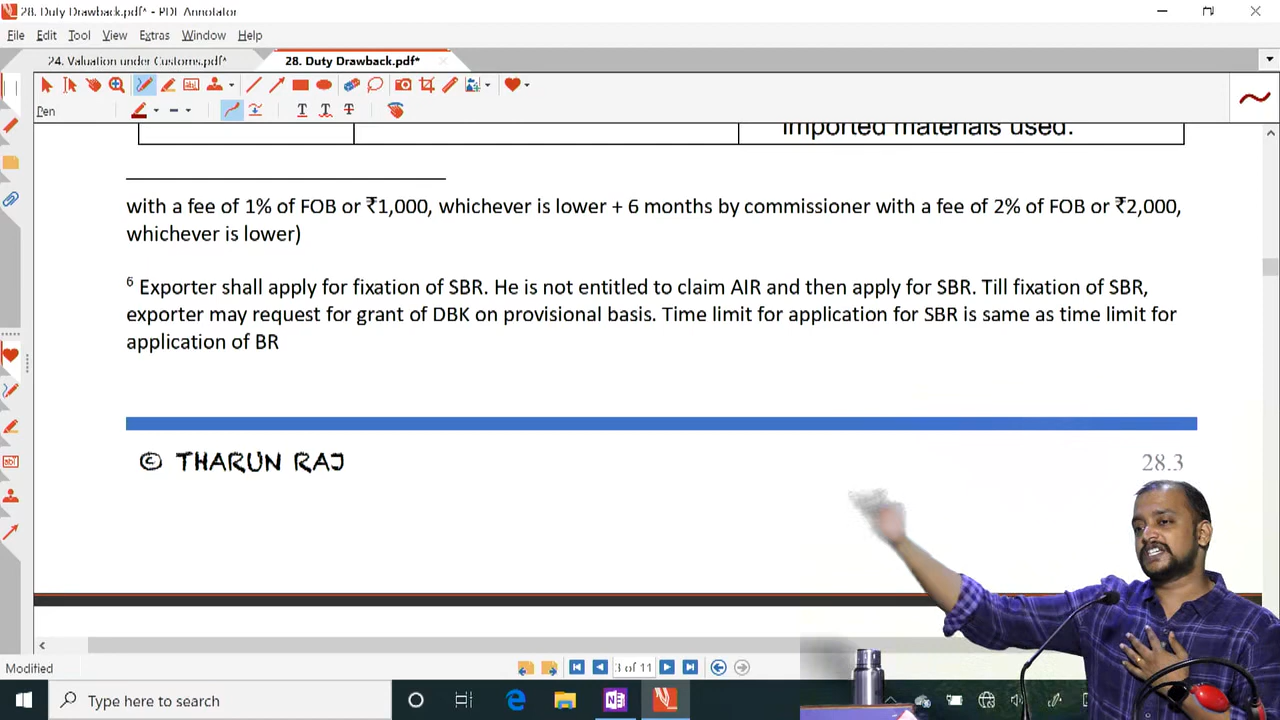 28. Duty Drawback.pdf* - PDF Annotator
File Edit Tool View Extras Window Help
24. Valuation under Customs.pdf* 28. Duty Drawback.pdf*
Pen
imported materials used.
with a fee of 1% of FOB or ₹1,000, whichever is lower + 6 months by commissioner with a fee of 2% of FOB or ₹2,000,
whichever is lower)
6 Exporter shall apply for fixation of SBR. He is not entitled to claim AIR and then apply for SBR. Till fixation of SBR,
exporter may request for grant of DBK on provisional basis. Time limit for application for SBR is same as time limit for
application of BR
© THARUN RAJ 28.3
Modified 3 of 11
Type here to search